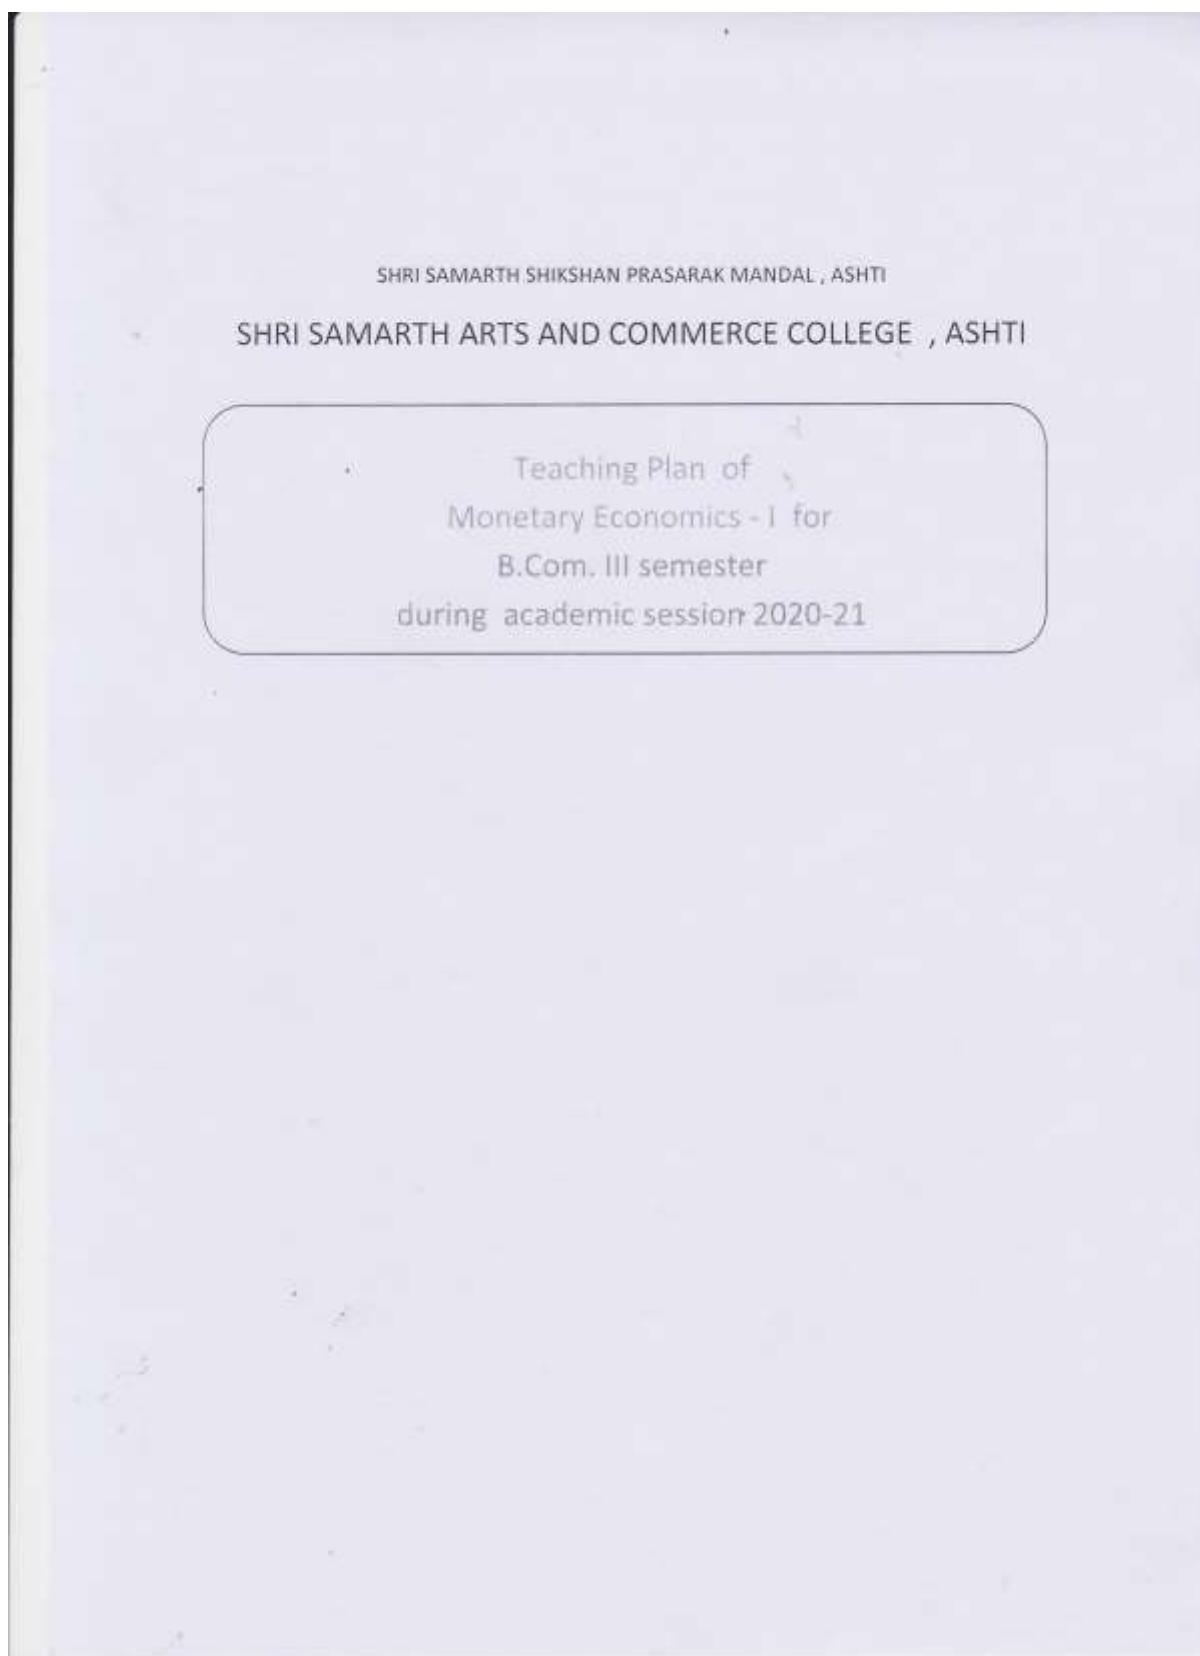 SHRI SAMARTH SHIKSHAN PRASARAK MANDAL , ASHTI
SHRI SAMARTH ARTS AND COMMERCE COLLEGE , ASHTI
Teaching Plan of
Monetary Economics - I for
B.Com. III semester
during academic session 2020-21